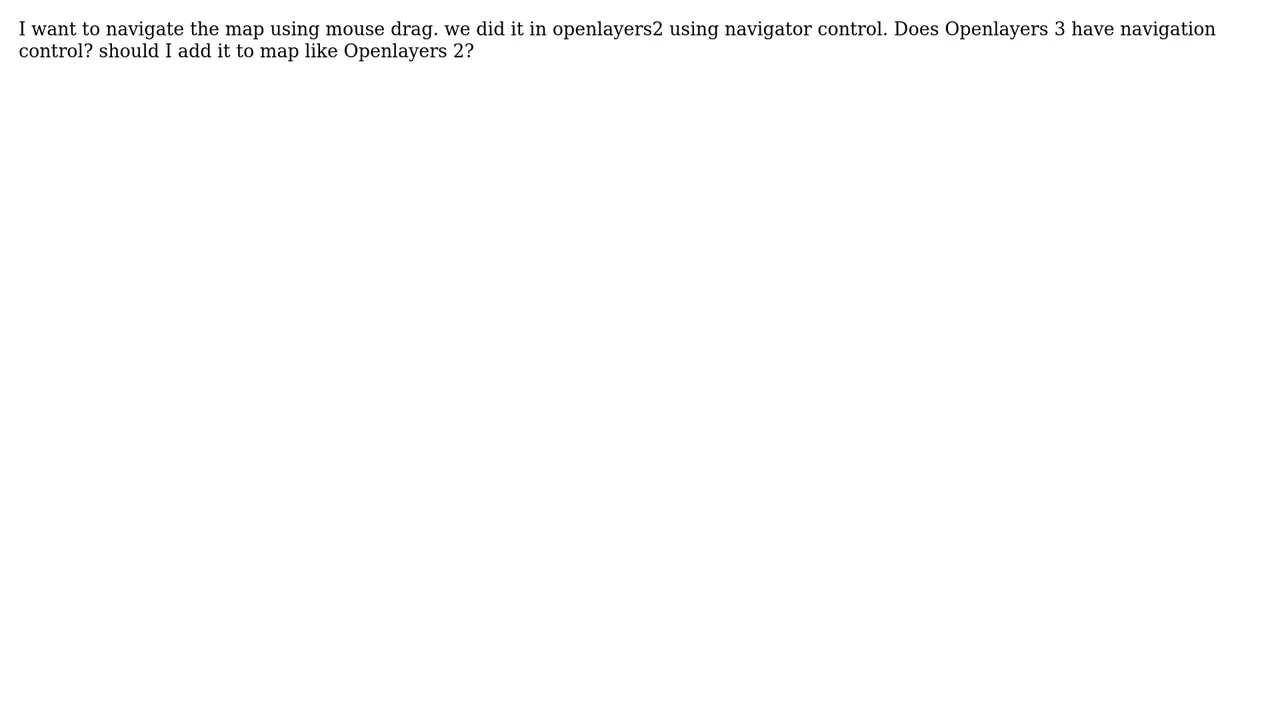 I want to navigate the map using mouse drag. we did it in openlayers2 using navigator control. Does Openlayers 3 have navigation
control? should I add it to map like Openlayers 2?